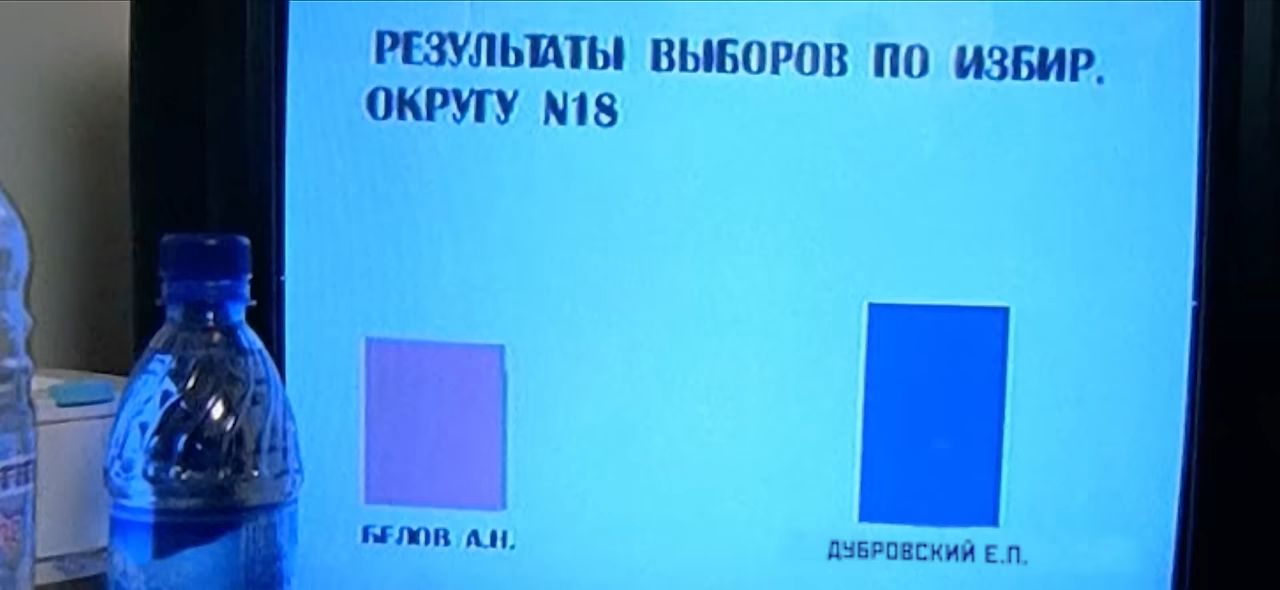 РЕЗУЛЬТАТЫ ВЫБОРОВ ПО ИЗБИР.
ОКРУГУ N18
БЕЛОВ А.Н.
ДУБРОВСКИЙ Е.П.